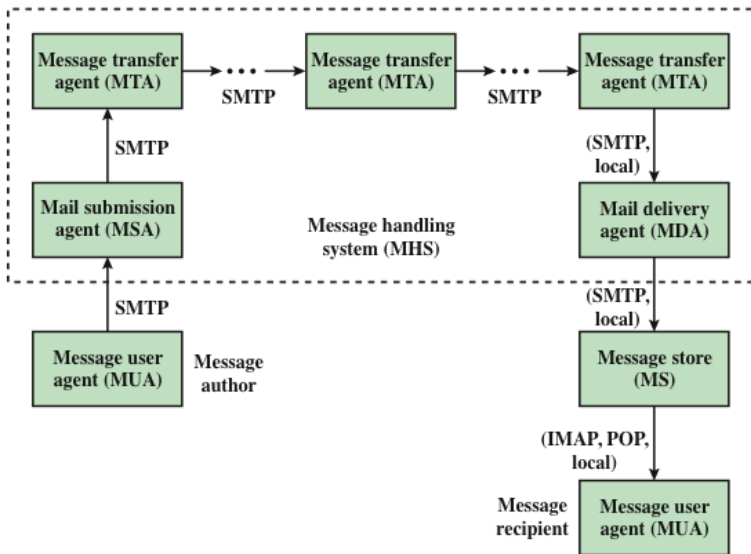 Message transfer
agent (MTA)
SMTP
Message transfer
agent (MTA)
SMTP
Message transfer
agent (MTA)
SMTP
(SMTP,
local)
Mail submission
agent (MSA)
Message handling
system (MHS)
Mail delivery
agent (MDA)
SMTP
(SMTP,
local)
Message user
agent (MUA)
Message
author
Message store
(MS)
(IMAP, POP,
local)
Message
recipient
Message user
agent (MUA)